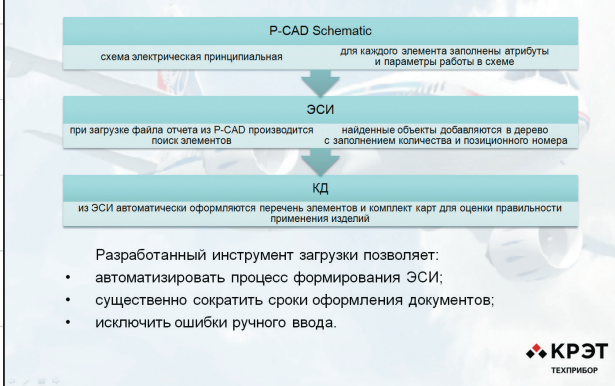 P-CAD Schematic
схема электрическая принципиальная
для каждого элемента заполнены атрибуты
и параметры работы в схеме
ЭСИ
при загрузке файла отчета из P-CAD производится
поиск элементов
найденные объекты добавляются в дерево
с заполнением количества и позиционного номера
КД
из ЭСИ автоматически оформляются перечень элементов и комплект карт для оценки правильности
применения изделий
Разработанный инструмент загрузки позволяет:
• автоматизировать процесс формирования ЭСИ;
• существенно сократить сроки оформления документов;
• исключить ошибки ручного ввода.
КРЭТ
ТЕХПРИБОР